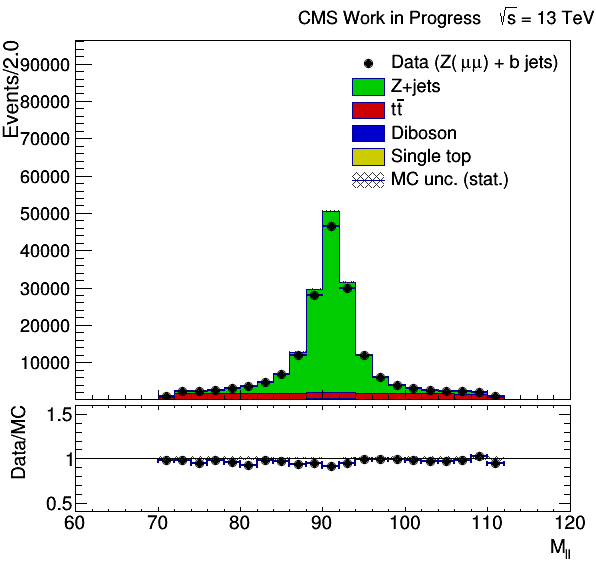 CMS Work in Progress √s = 13 TeV
Events/2.0
90000
80000
70000
60000
50000
40000
30000
20000
10000
Data (Z(μμ) + b jets)
Z+jets
tt̅
Diboson
Single top
MC unc. (stat.)
Data/MC
1.5
1
0.5
60 70 80 90 100 110 120
M_ll